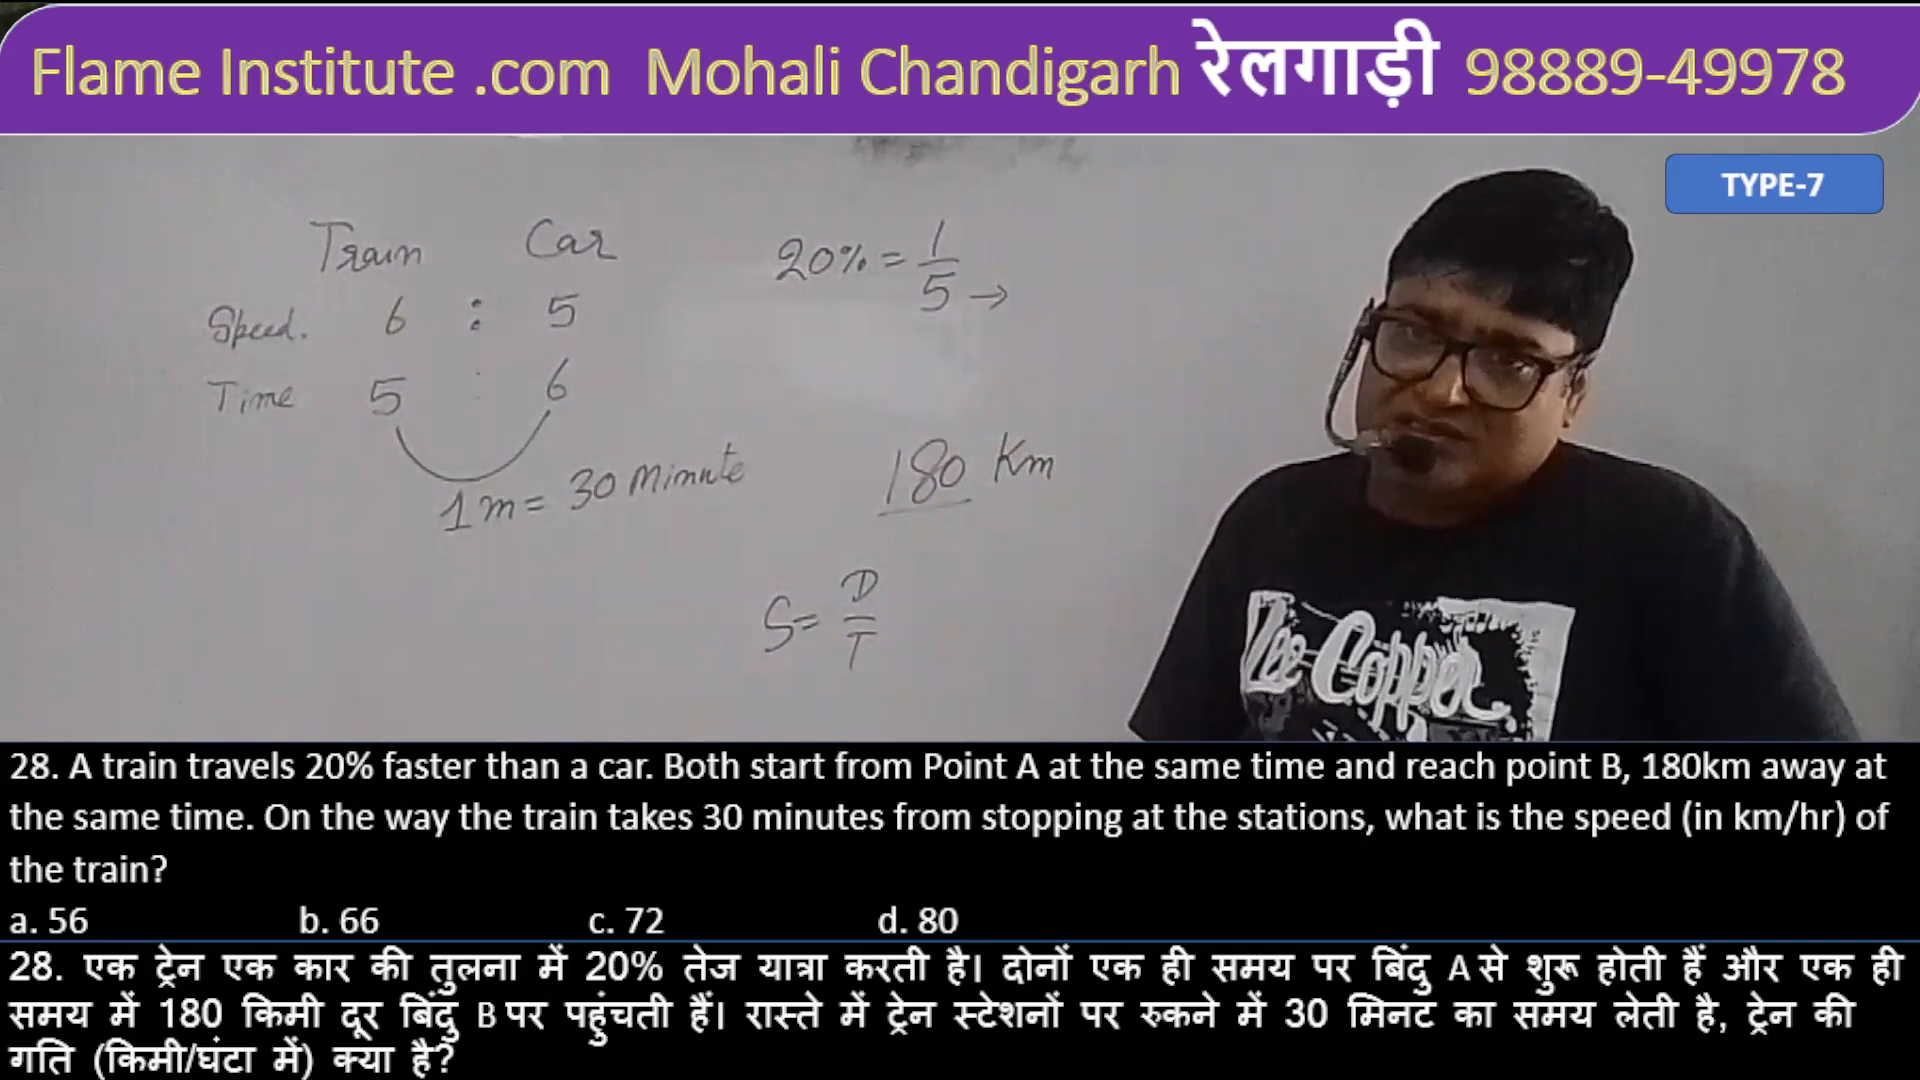 Flame Institute .com Mohali Chandigarh रेलगाड़ी 98889-49978
TYPE-7
Train Car
Speed. 6 : 5
Time 5 : 6
1m = 30 Minute
20% = 1/5 →
180 Km
S = D/T
Copper
28. A train travels 20% faster than a car. Both start from Point A at the same time and reach point B, 180km away at
the same time. On the way the train takes 30 minutes from stopping at the stations, what is the speed (in km/hr) of
the train?
a. 56 b. 66 c. 72 d. 80
28. एक ट्रेन एक कार की तुलना में 20% तेज यात्रा करती है। दोनों एक ही समय पर बिंदु A से शुरू होती हैं और एक ही
समय में 180 किमी दूर बिंदु B पर पहुंचती हैं। रास्ते में ट्रेन स्टेशनों पर रुकने में 30 मिनट का समय लेती है, ट्रेन की
गति (किमी/घंटा में) क्या है?